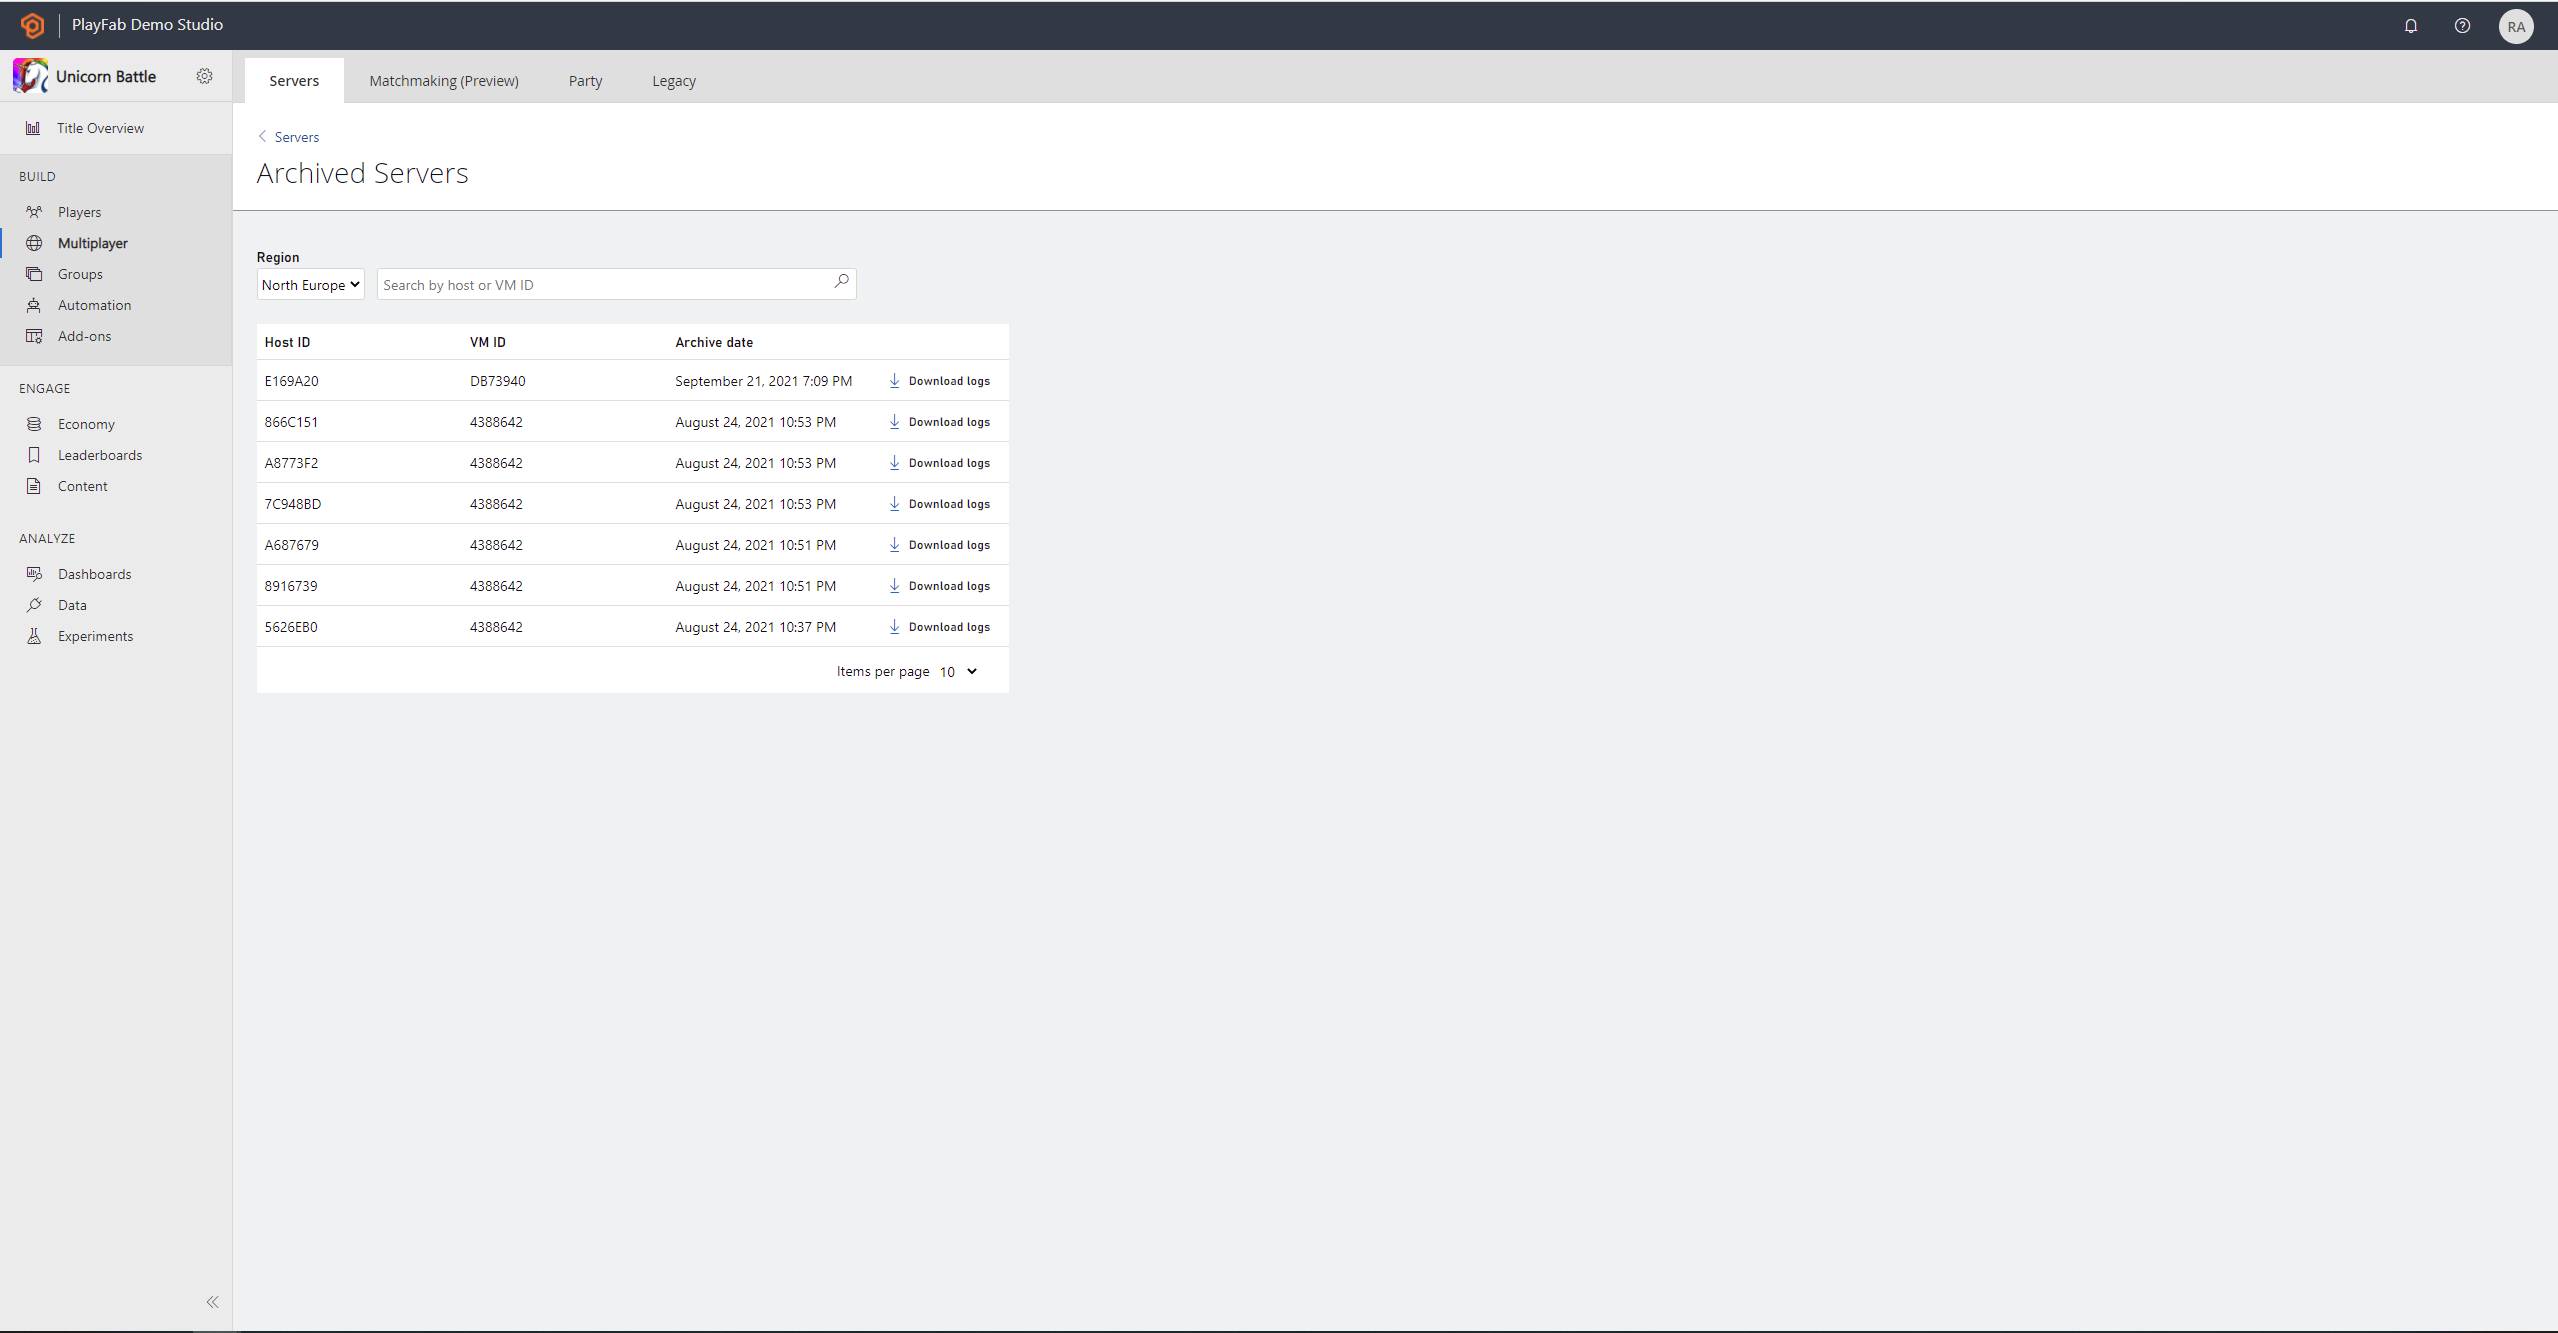 PlayFab Demo Studio
RA
Unicorn Battle
Servers Matchmaking (Preview) Party Legacy
Title Overview
BUILD
Players
Multiplayer
Groups
Automation
Add-ons
ENGAGE
Economy
Leaderboards
Content
ANALYZE
Dashboards
Data
Experiments
Servers
Archived Servers
Region
North Europe Search by host or VM ID
Host ID VM ID Archive date
E169A20 DB73940 September 21, 2021 7:09 PM Download logs
866C151 4388642 August 24, 2021 10:53 PM Download logs
A8773F2 4388642 August 24, 2021 10:53 PM Download logs
7C948BD 4388642 August 24, 2021 10:53 PM Download logs
A687679 4388642 August 24, 2021 10:51 PM Download logs
8916739 4388642 August 24, 2021 10:51 PM Download logs
5626EB0 4388642 August 24, 2021 10:37 PM Download logs
Items per page 10